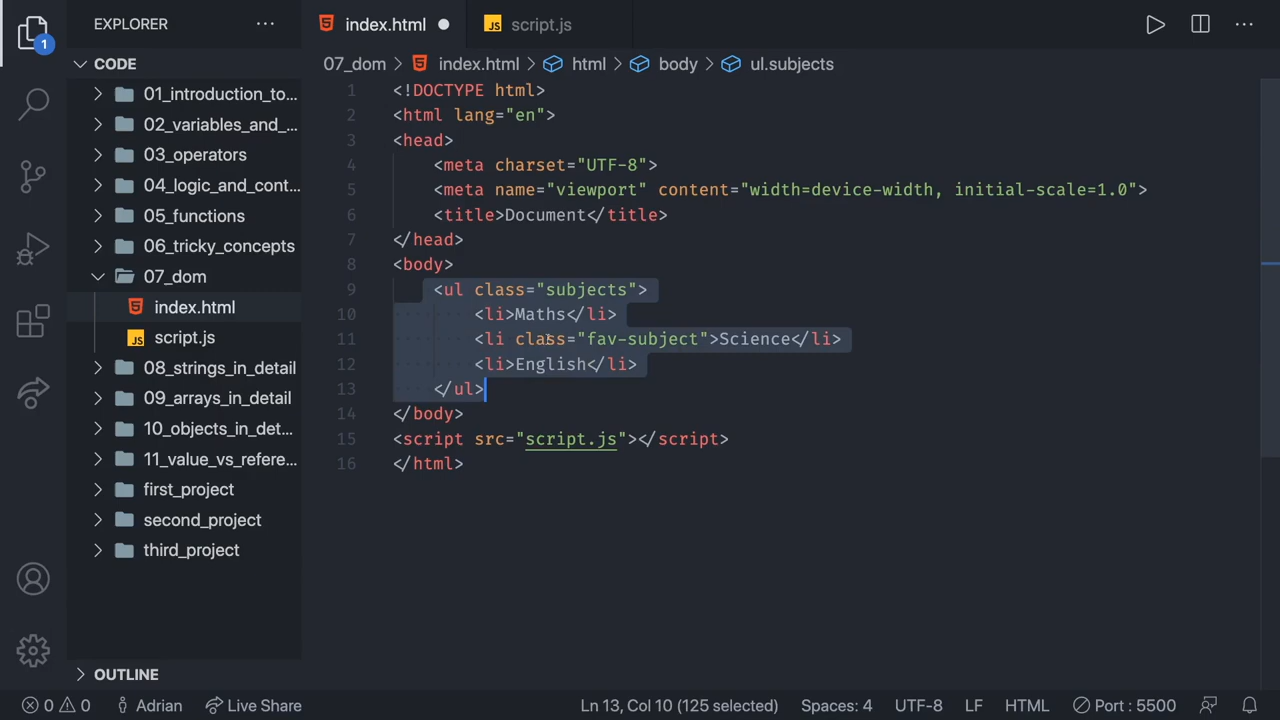 EXPLORER ···
index.html ● JS script.js ···
1
CODE
07_dom > index.html > html > body > ul.subjects
01_introduction_to...
02_variables_and_...
03_operators
04_logic_and_cont...
05_functions
06_tricky_concepts
07_dom
index.html
JS script.js
08_strings_in_detail
09_arrays_in_detail
10_objects_in_det...
11_value_vs_refere...
first_project
second_project
third_project
OUTLINE
1 <!DOCTYPE html>
2 <html lang="en">
3 <head>
4 <meta charset="UTF-8">
5 <meta name="viewport" content="width=device-width, initial-scale=1.0">
6 <title>Document</title>
7 </head>
8 <body>
9 <ul class="subjects">
10 <li>Maths</li>
11 <li class="fav-subject">Science</li>
12 <li>English</li>
13 </ul>
14 </body>
15 <script src="script.js"></script>
16 </html>
0 0 Adrian Live Share Ln 13, Col 10 (125 selected) Spaces: 4 UTF-8 LF HTML Port : 5500